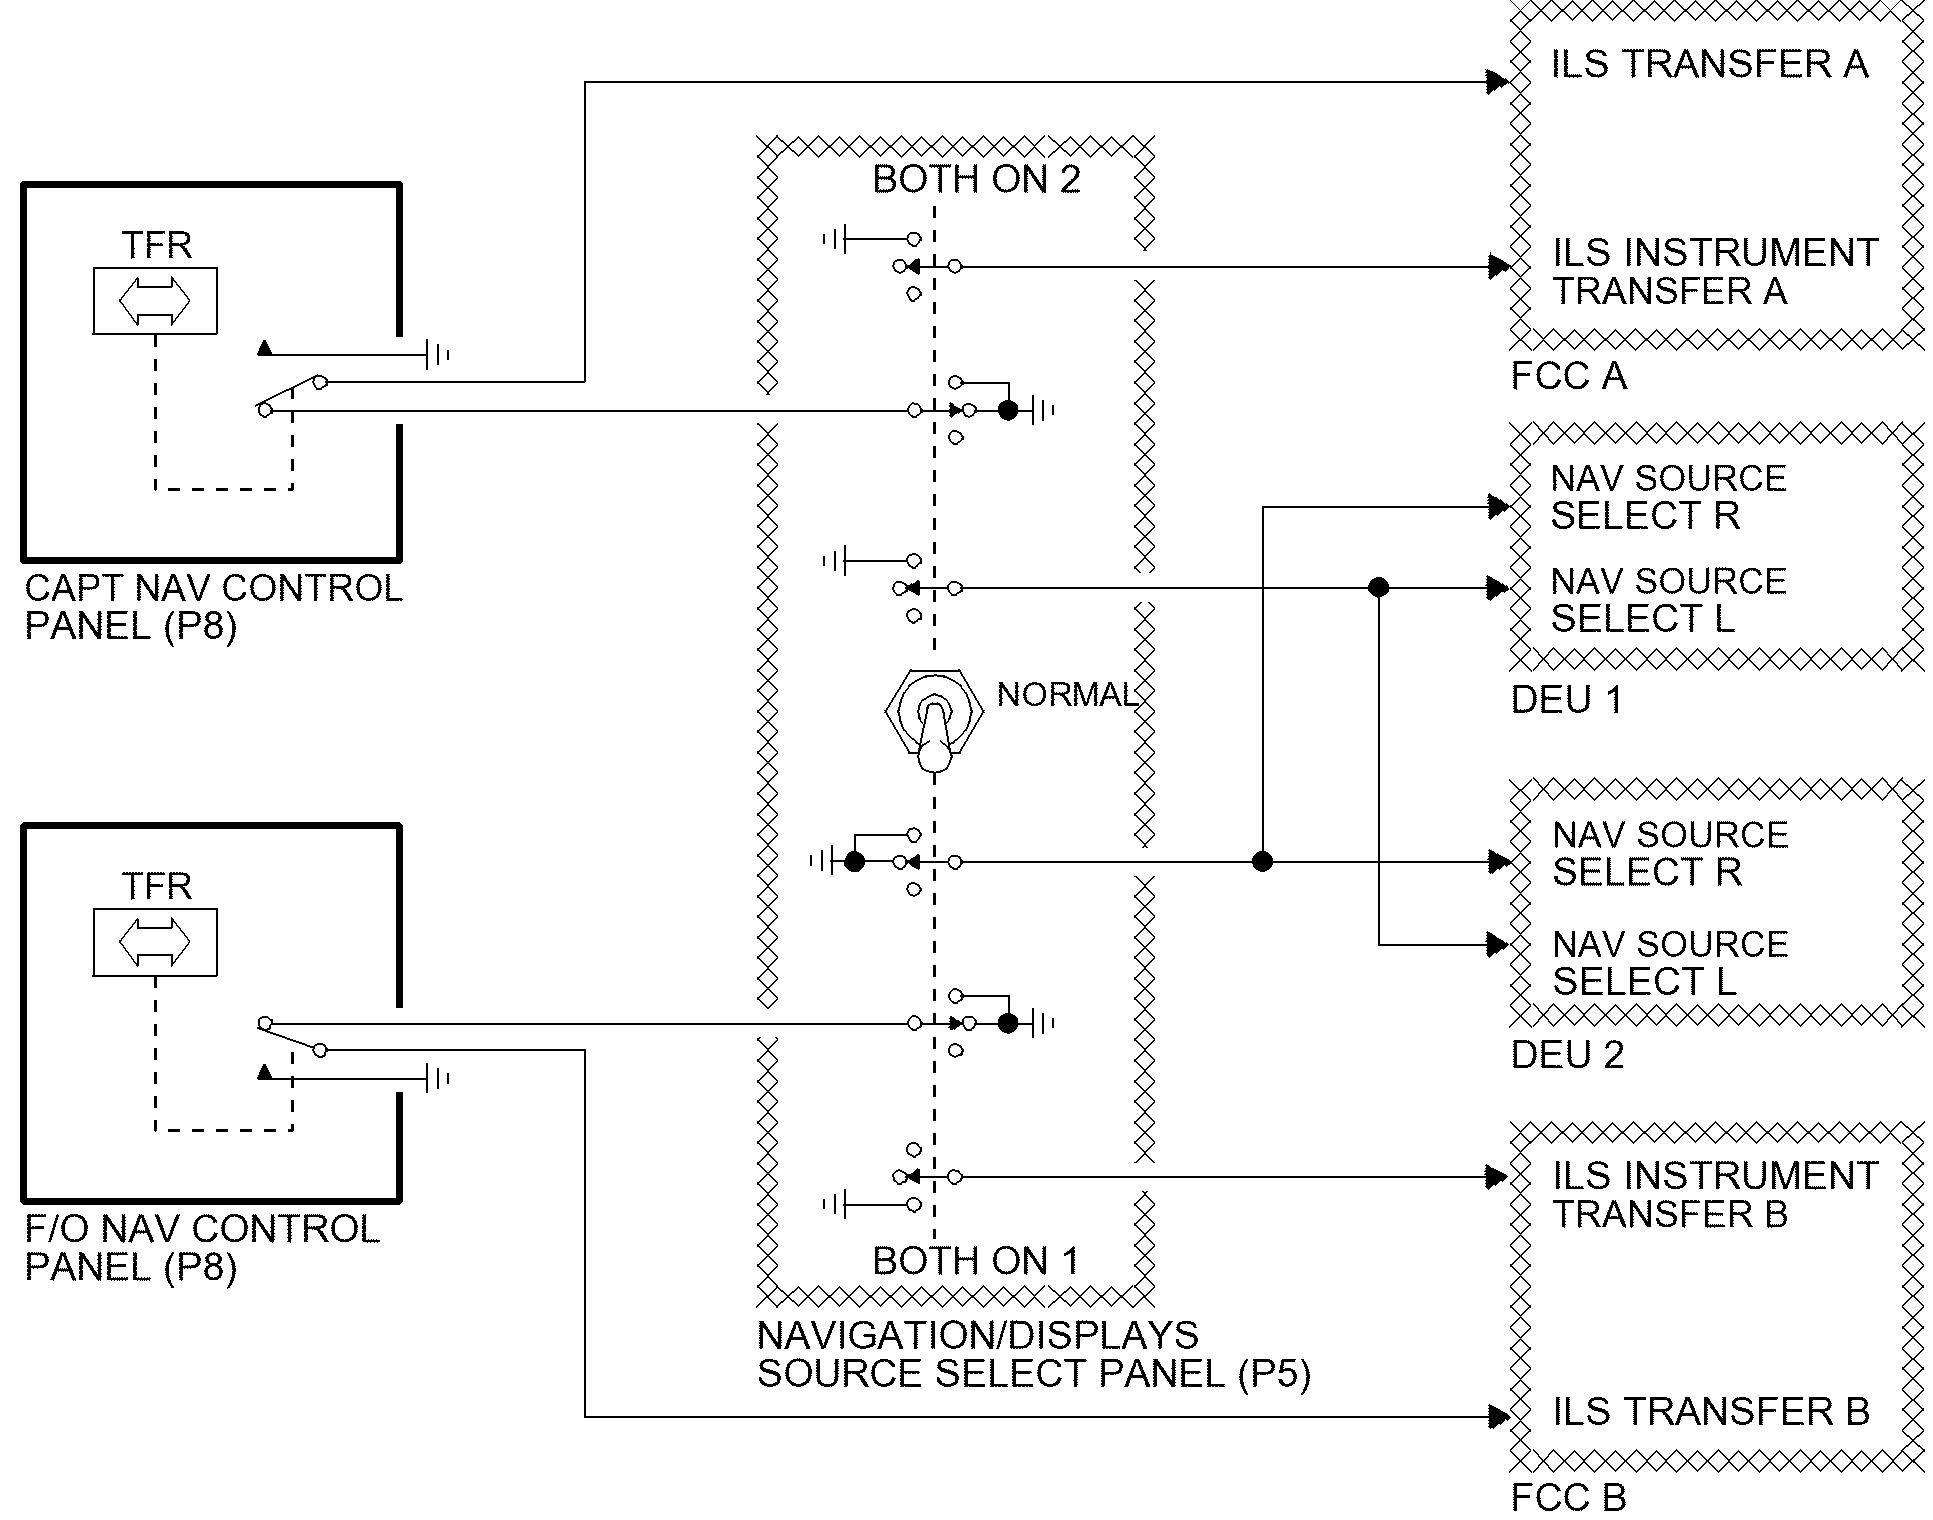 ILS TRANSFER A
BOTH ON 2
TFR
ILS INSTRUMENT
TRANSFER A
FCC A
NAV SOURCE
SELECT R
CAPT NAV CONTROL
PANEL (P8)
NAV SOURCE
SELECT L
NORMAL
DEU 1
TFR
NAV SOURCE
SELECT R
NAV SOURCE
SELECT L
DEU 2
F/O NAV CONTROL
PANEL (P8)
ILS INSTRUMENT
TRANSFER B
BOTH ON 1
NAVIGATION/DISPLAYS
SOURCE SELECT PANEL (P5)
ILS TRANSFER B
FCC B